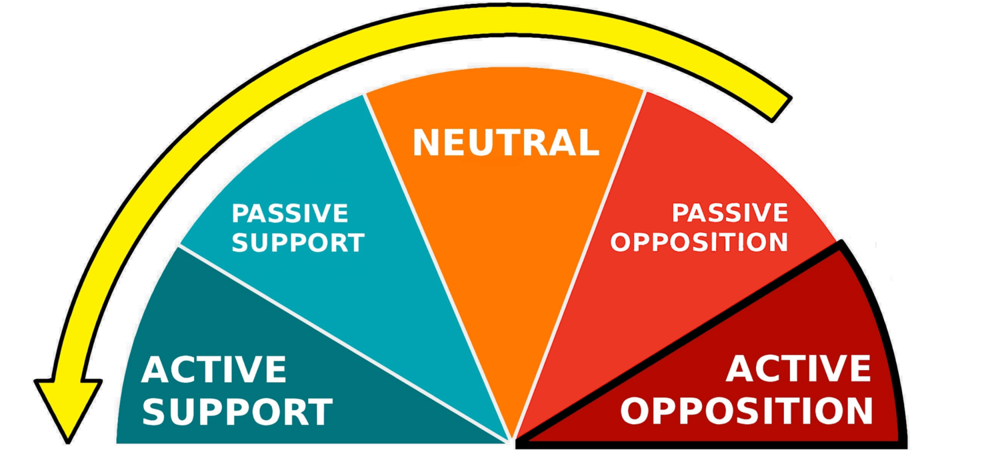 NEUTRAL
PASSIVE
SUPPORT
PASSIVE
OPPOSITION
ACTIVE
SUPPORT
ACTIVE
OPPOSITION